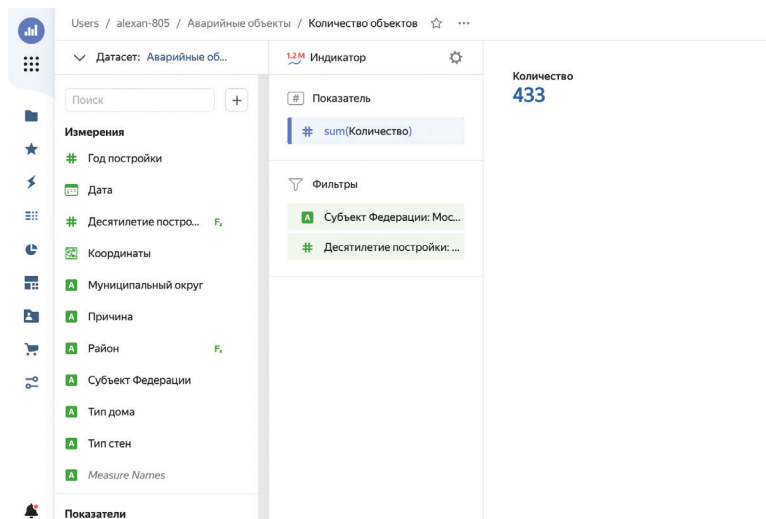 Users / alexan-805 / Аварийные объекты / Количество объектов
Датасет: Аварийные об...
Поиск
Измерения
Год постройки
Дата
Десятилетие постро...
Координаты
Муниципальный округ
A Причина
A Район
A Субъект Федерации
A Тип дома
A Тип стен
A Measure Names
Показатели
1.2M Индикатор
# Показатель
# sum(Количество)
Фильтры
A Субъект Федерации: Мос...
# Десятилетие постройки: ...
Количество
433